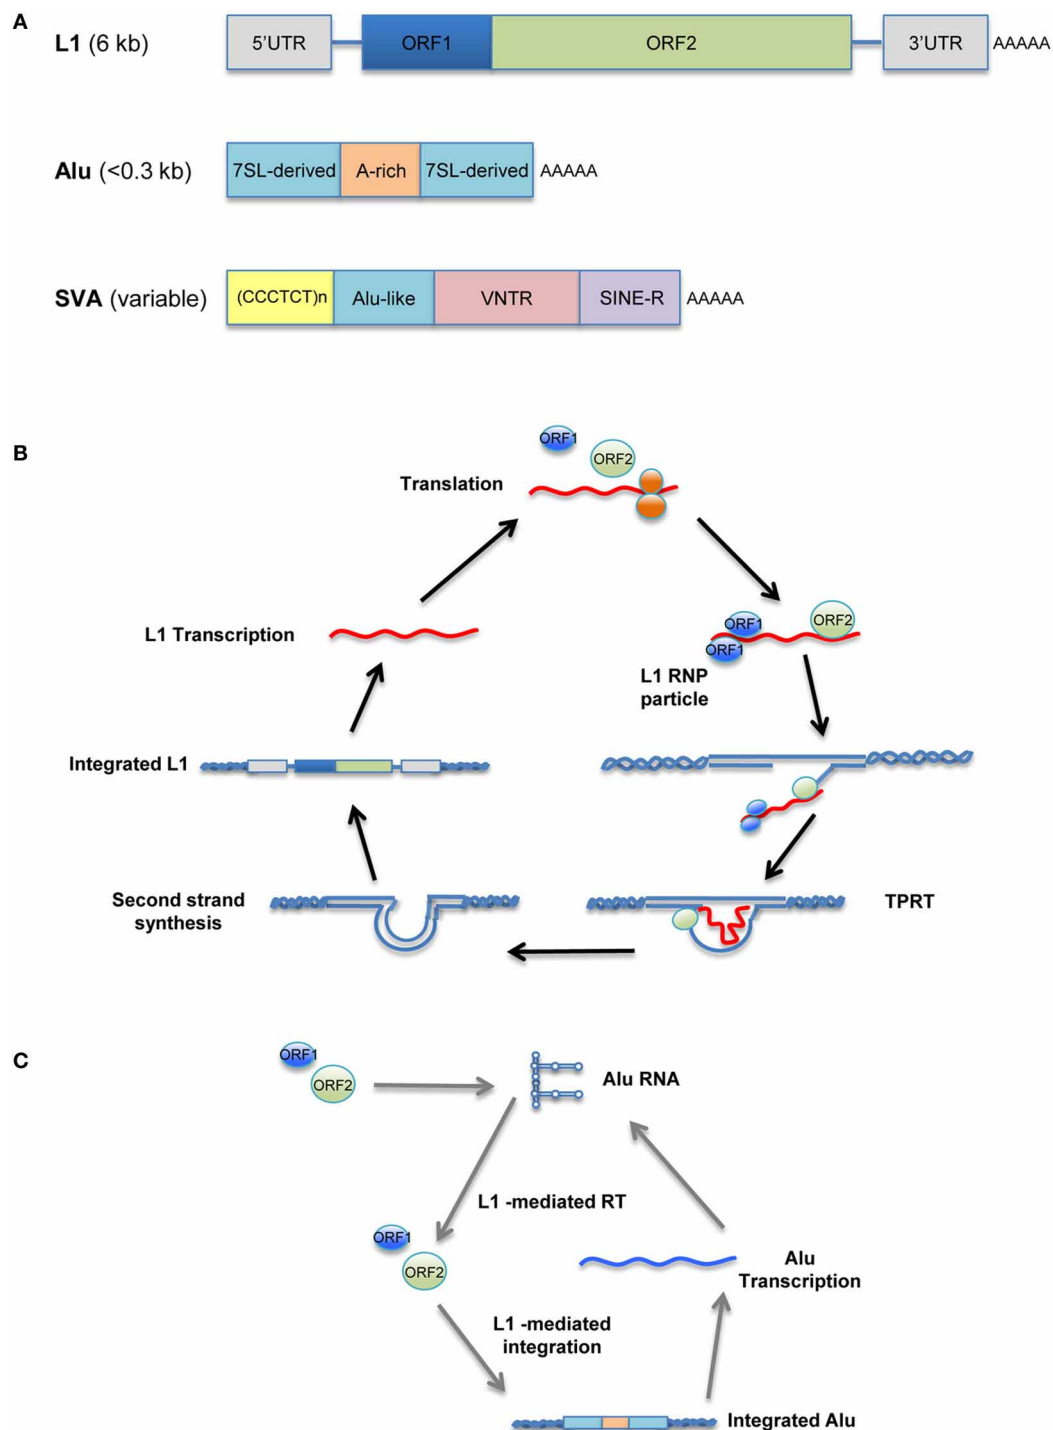 A
L1 (6 kb)
5'UTR
ORF1
ORF2
3'UTR
AAAAA
Alu (<0.3 kb)
7SL-derived
A-rich
7SL-derived
AAAAA
SVA (variable)
(CCCTCT)n
Alu-like
VNTR
SINE-R
AAAAA
B
ORF1
ORF2
Translation
L1 Transcription
ORF1
ORF2
ORF1
L1 RNP
particle
Integrated L1
Second strand
synthesis
TPRT
C
ORF1
ORF2
Alu RNA
L1 -mediated RT
ORF1
ORF2
Alu
Transcription
L1 -mediated
integration
Integrated Alu